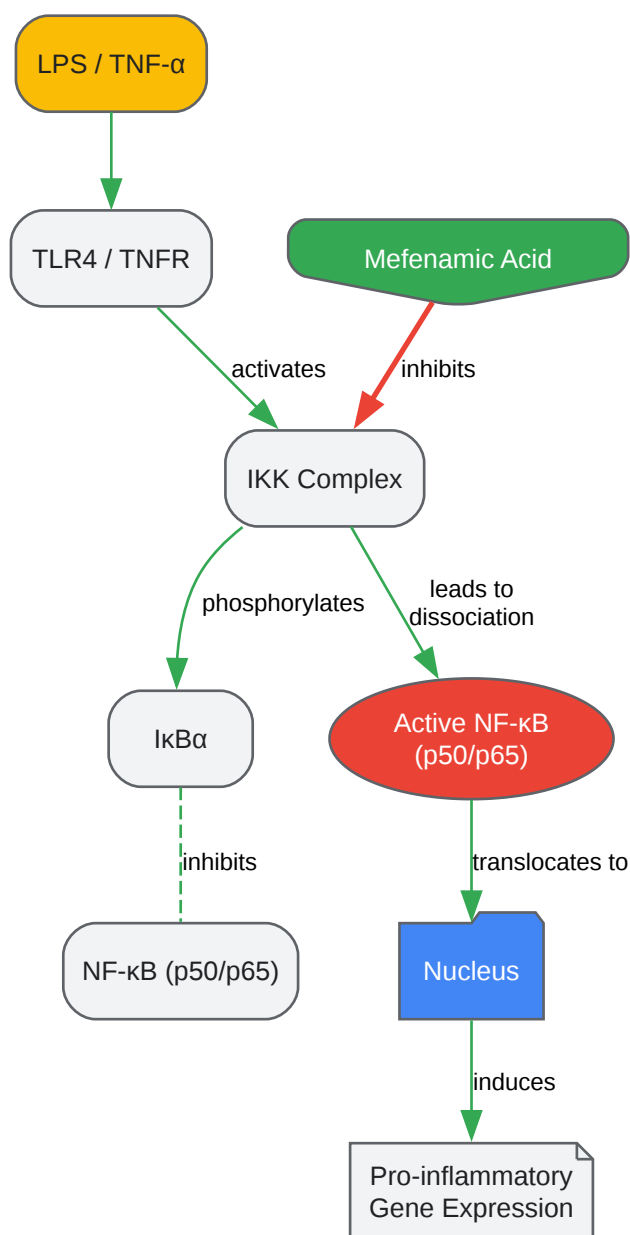 LPS / TNF-α
TLR4 / TNFR
Mefenamic Acid
activates
inhibits
IKK Complex
phosphorylates
leads to
dissociation
IκBα
Active NF-κB
(p50/p65)
inhibits
translocates to
NF-κB (p50/p65)
Nucleus
induces
Pro-inflammatory
Gene Expression